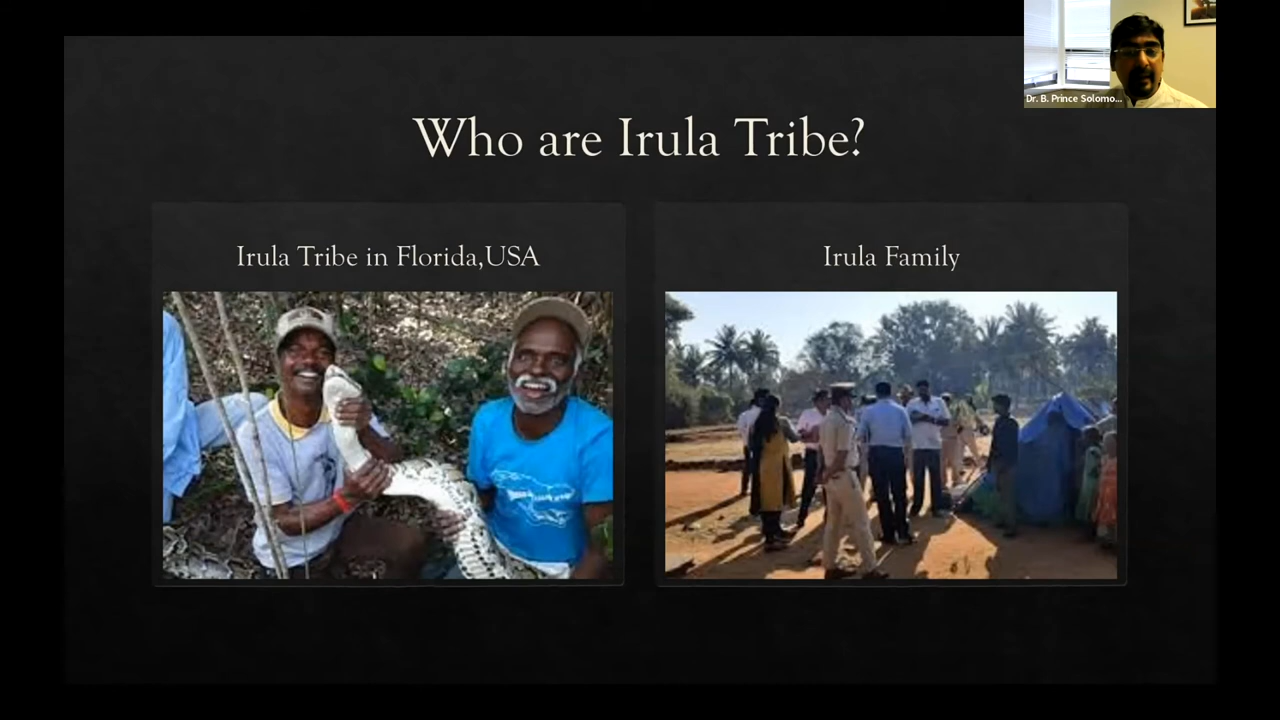 Dr. B. Prince Solomo...
Who are Irula Tribe?
Irula Tribe in Florida,USA
Irula Family